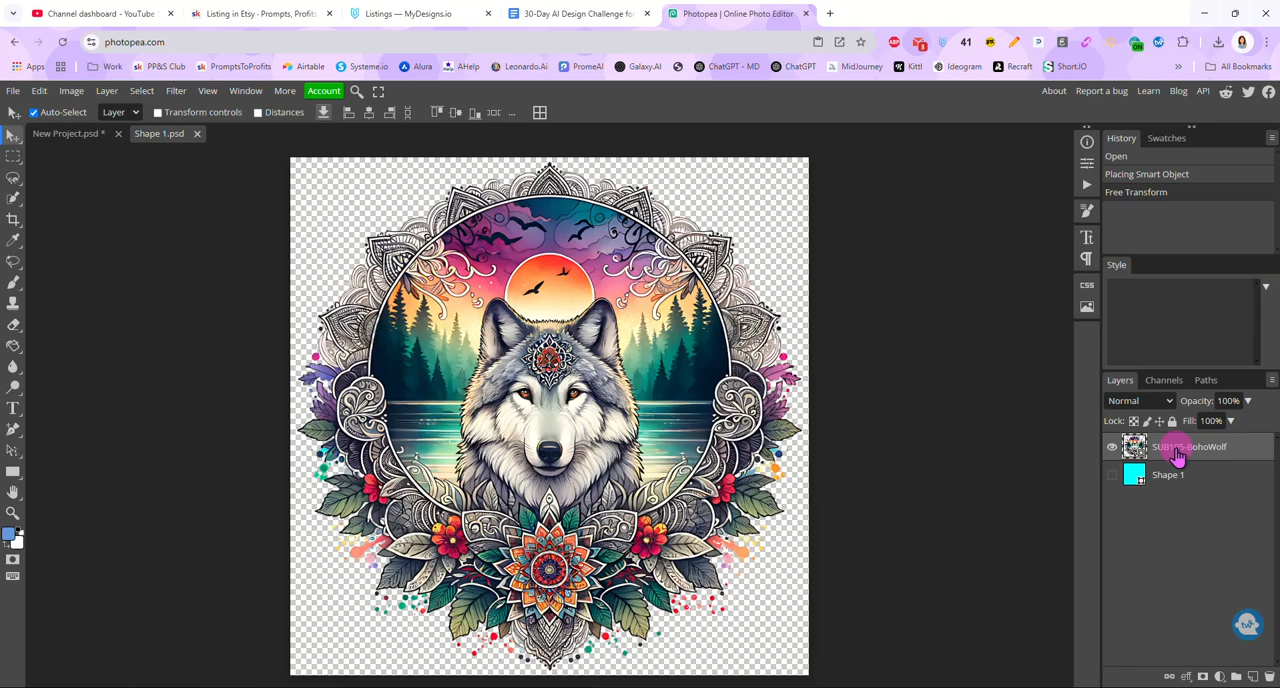 Channel dashboard - YouTube
Listing in Etsy - Prompts, Profits
Listings — MyDesigns.io
30-Day AI Design Challenge fo
Photopea | Online Photo Editor
photopea.com
41
Apps Work PP&S Club PromptsToProfits Airtable Systeme.io Alura AHelp Leonardo.Ai PromeAI Galaxy.AI ChatGPT - MD ChatGPT MidJourney Kittl Ideogram Recraft Short.IO » All Bookmarks
File Edit Image Layer Select Filter View Window More Account About Report a bug Learn Blog API
Auto-Select Layer Transform controls Distances ...
New Project.psd * Shape 1.psd
History Swatches
Open
Placing Smart Object
Free Transform
Style
CSS
Layers Channels Paths
Normal Opacity: 100%
Lock: Fill: 100%
SUB105-BohoWolf
Shape 1
eff